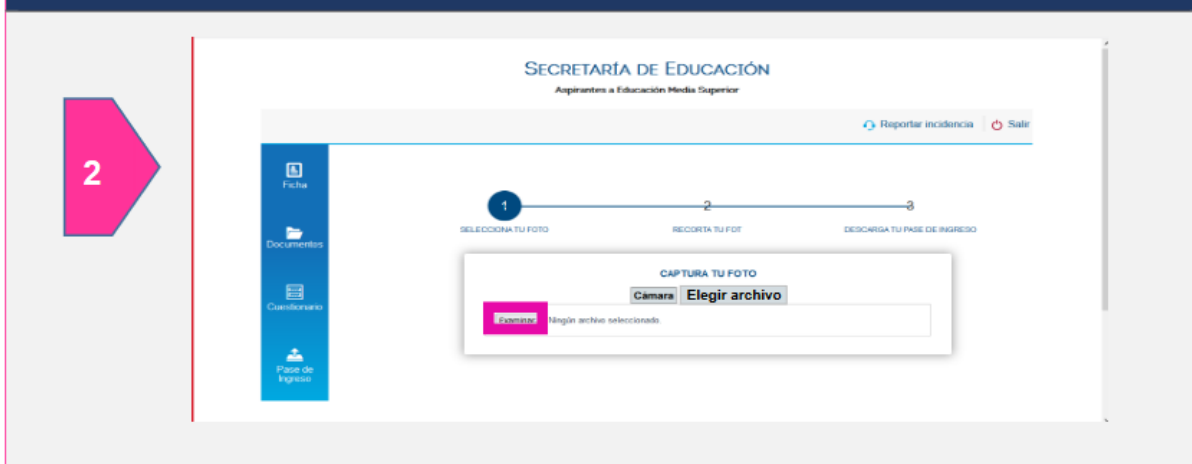 SECRETARÍA DE EDUCACIÓN
Aspirantes a Educación Media Superior
Reportar incidencia
Salir
2
Ficha
Documentos
Cuestionario
Pase de
Ingreso
1
2
3
SELECCIONA TU FOTO
RECORTA TU FOT
DESCARGA TU PASE DE INGRESO
CAPTURA TU FOTO
Cámara Elegir archivo
Examinar. Ningún archivo seleccionado.